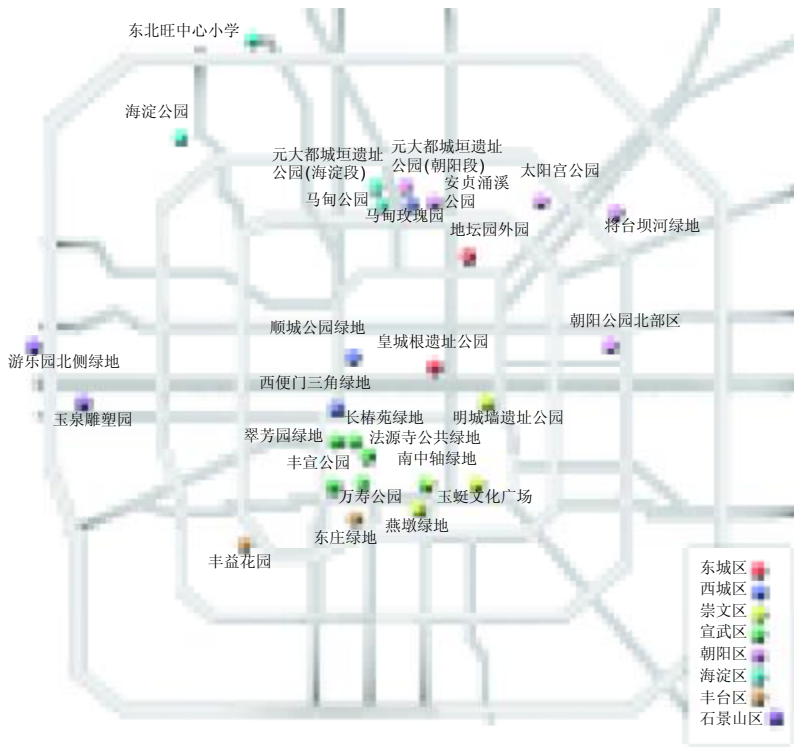 东北旺中心小学
海淀公园
元大都城垣遗址
公园(海淀段)
元大都城垣遗址
公园(朝阳段)
太阳宫公园
安贞涌溪
公园
马甸公园
马甸玫瑰园
地坛园外园
将台坝河绿地
顺城公园绿地
皇城根遗址公园
朝阳公园北部区
游乐园北侧绿地
西便门三角绿地
玉泉雕塑园
长椿苑绿地
明城墙遗址公园
翠芳园绿地
法源寺公共绿地
丰宣公园
南中轴绿地
万寿公园
玉蜓文化广场
燕墩绿地
东庄绿地
丰益花园
东城区
西城区
崇文区
宣武区
朝阳区
海淀区
丰台区
石景山区